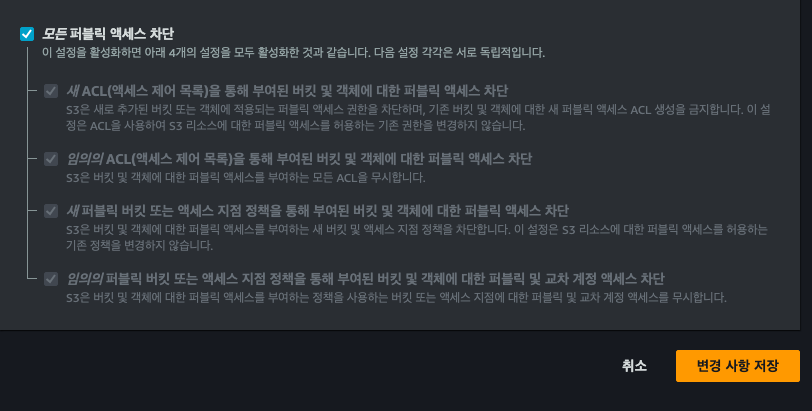 모든 퍼블릭 액세스 차단
이 설정을 활성화하면 아래 4개의 설정을 모두 활성화한 것과 같습니다. 다음 설정 각각은 서로 독립적입니다.
새 ACL(액세스 제어 목록)을 통해 부여된 버킷 및 객체에 대한 퍼블릭 액세스 차단
S3은 새로 추가된 버킷 또는 객체에 적용되는 퍼블릭 액세스 권한을 차단하며, 기존 버킷 및 객체에 대한 새 퍼블릭 액세스 ACL 생성을 금지합니다. 이 설
정은 ACL을 사용하여 S3 리소스에 대한 퍼블릭 액세스를 허용하는 기존 권한을 변경하지 않습니다.
임의의 ACL(액세스 제어 목록)을 통해 부여된 버킷 및 객체에 대한 퍼블릭 액세스 차단
S3은 버킷 및 객체에 대한 퍼블릭 액세스를 부여하는 모든 ACL을 무시합니다.
새 퍼블릭 버킷 또는 액세스 지점 정책을 통해 부여된 버킷 및 객체에 대한 퍼블릭 액세스 차단
S3은 버킷 및 객체에 대한 퍼블릭 액세스를 부여하는 새 버킷 및 액세스 지점 정책을 차단합니다. 이 설정은 S3 리소스에 대한 퍼블릭 액세스를 허용하는
기존 정책을 변경하지 않습니다.
임의의 퍼블릭 버킷 또는 액세스 지점 정책을 통해 부여된 버킷 및 객체에 대한 퍼블릭 및 교차 계정 액세스 차단
S3은 버킷 및 객체에 대한 퍼블릭 액세스를 부여하는 정책을 사용하는 버킷 또는 액세스 지점에 대한 퍼블릭 및 교차 계정 액세스를 무시합니다.
취소
변경 사항 저장